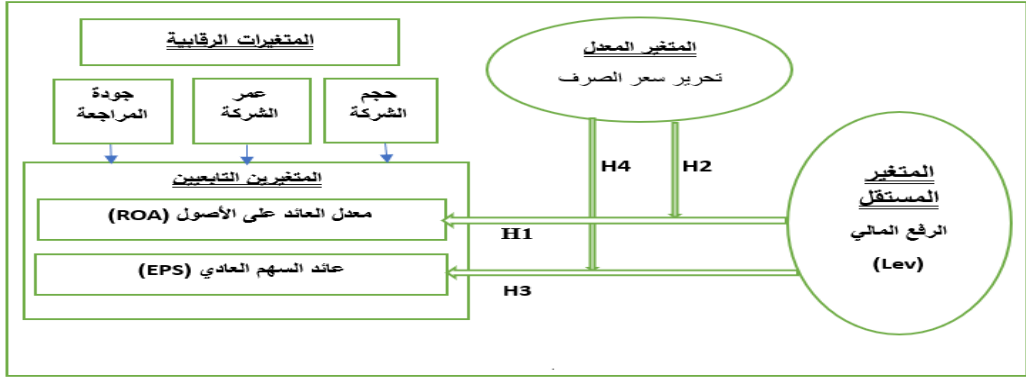 المتغيرات الرقابية
المتغير المعدل
تحرير سعر الصرف
جودة
المراجعة
عمر
الشركة
حجم
الشركة
H4
H2
المتغير
المستقل
الرفع المالي
(Lev)
المتغيرين التابعيين
معدل العائد على الأصول (ROA)
H1
عائد السهم العادي (EPS)
H3